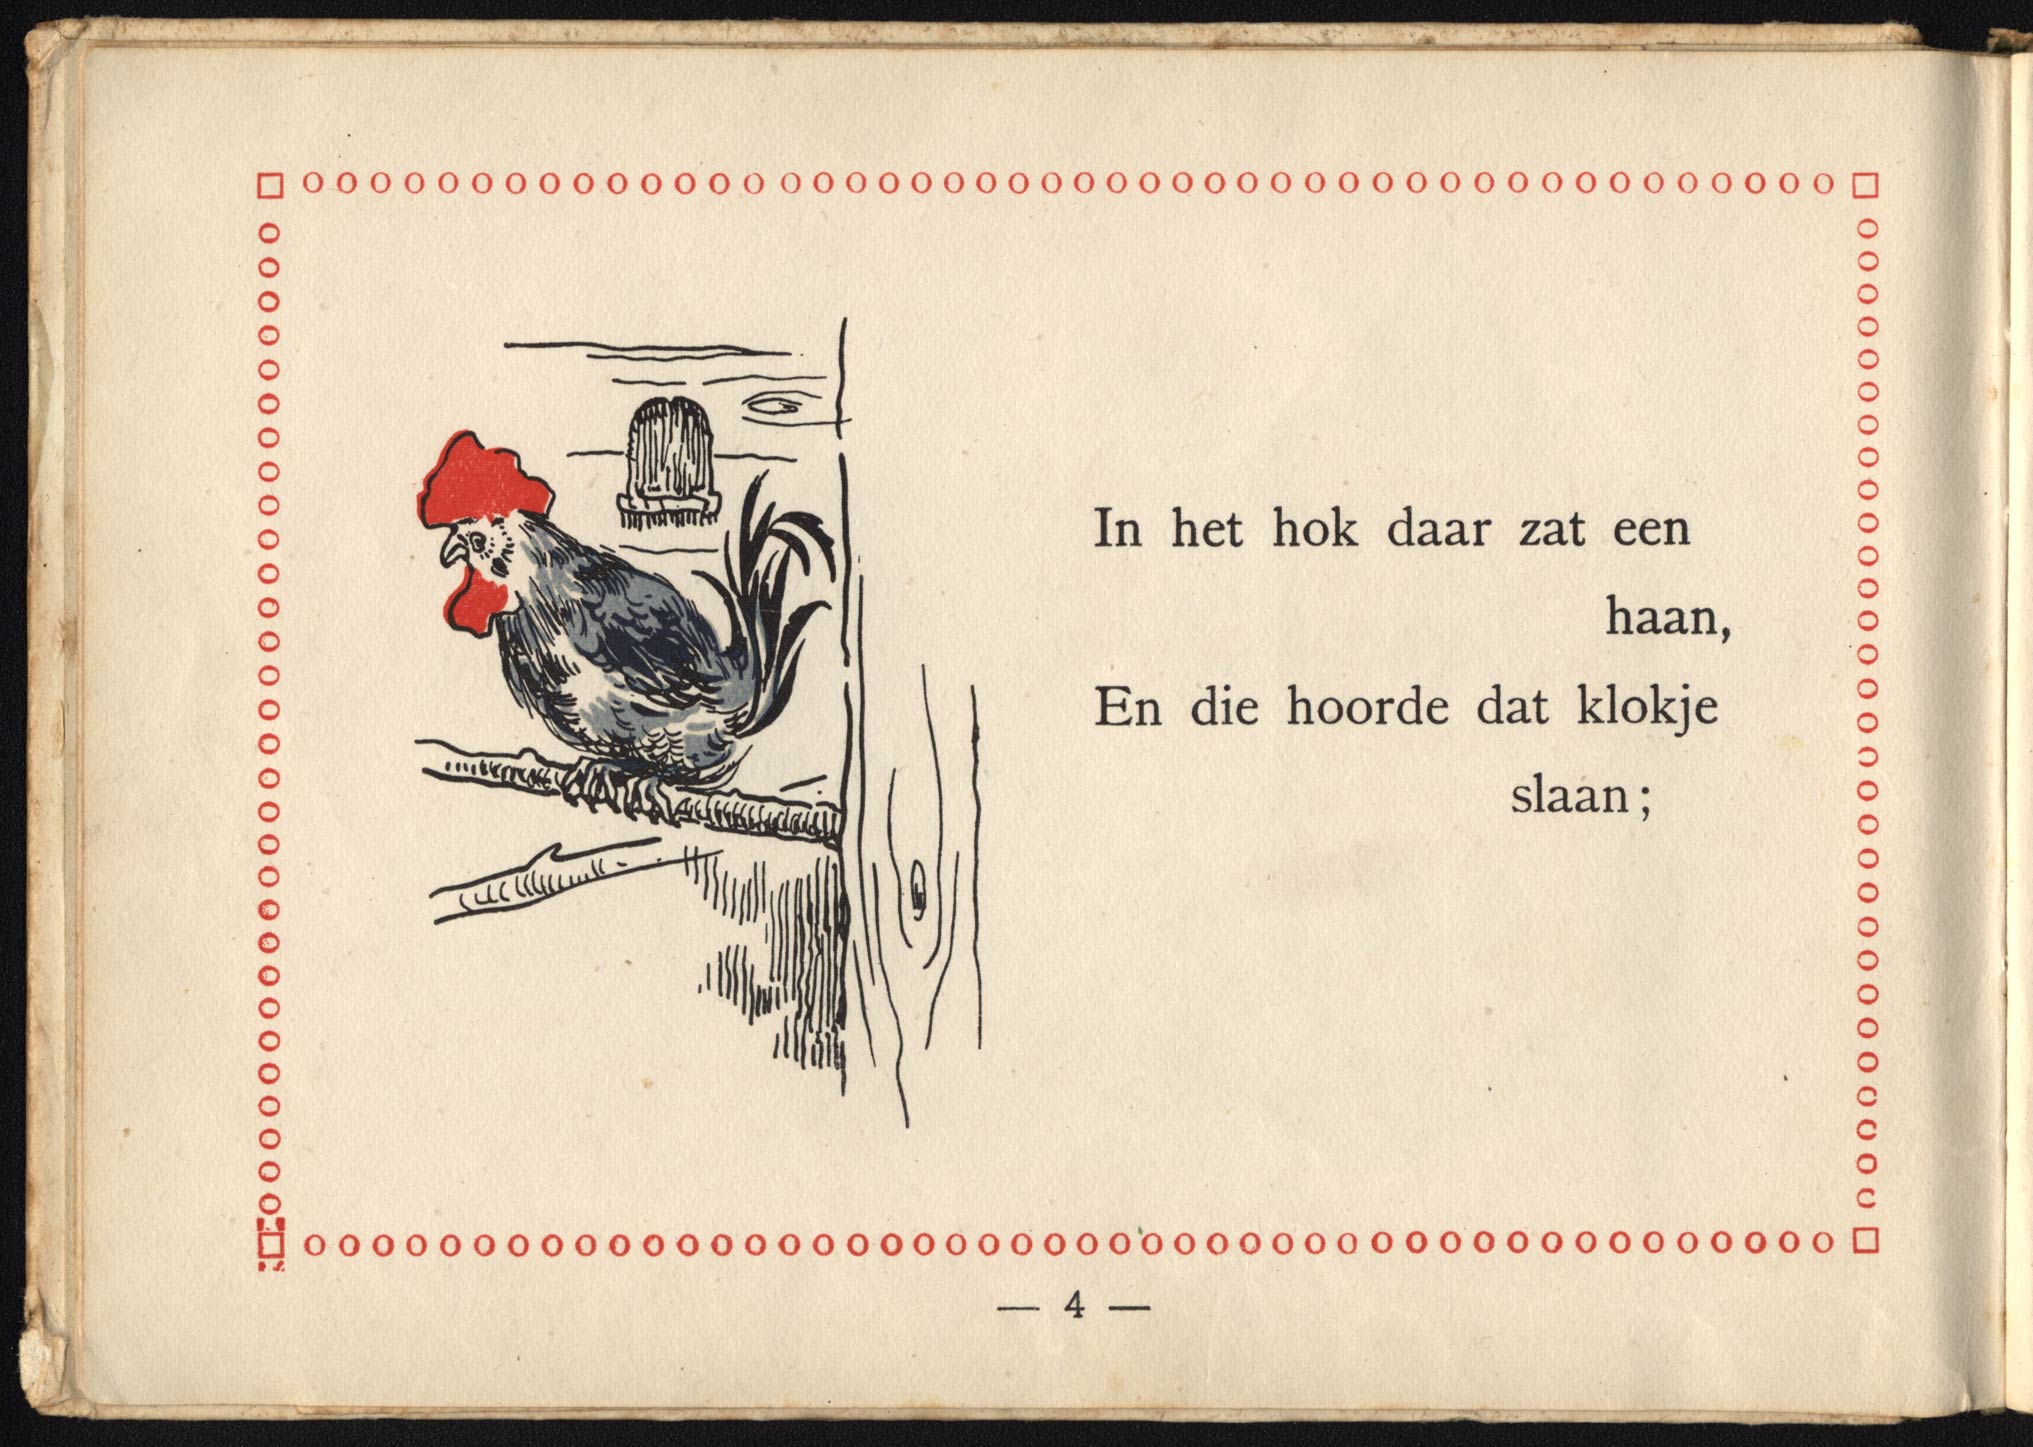 In het hok daar zat een
haan,
En die hoorde dat klokje
slaan;
— 4 —